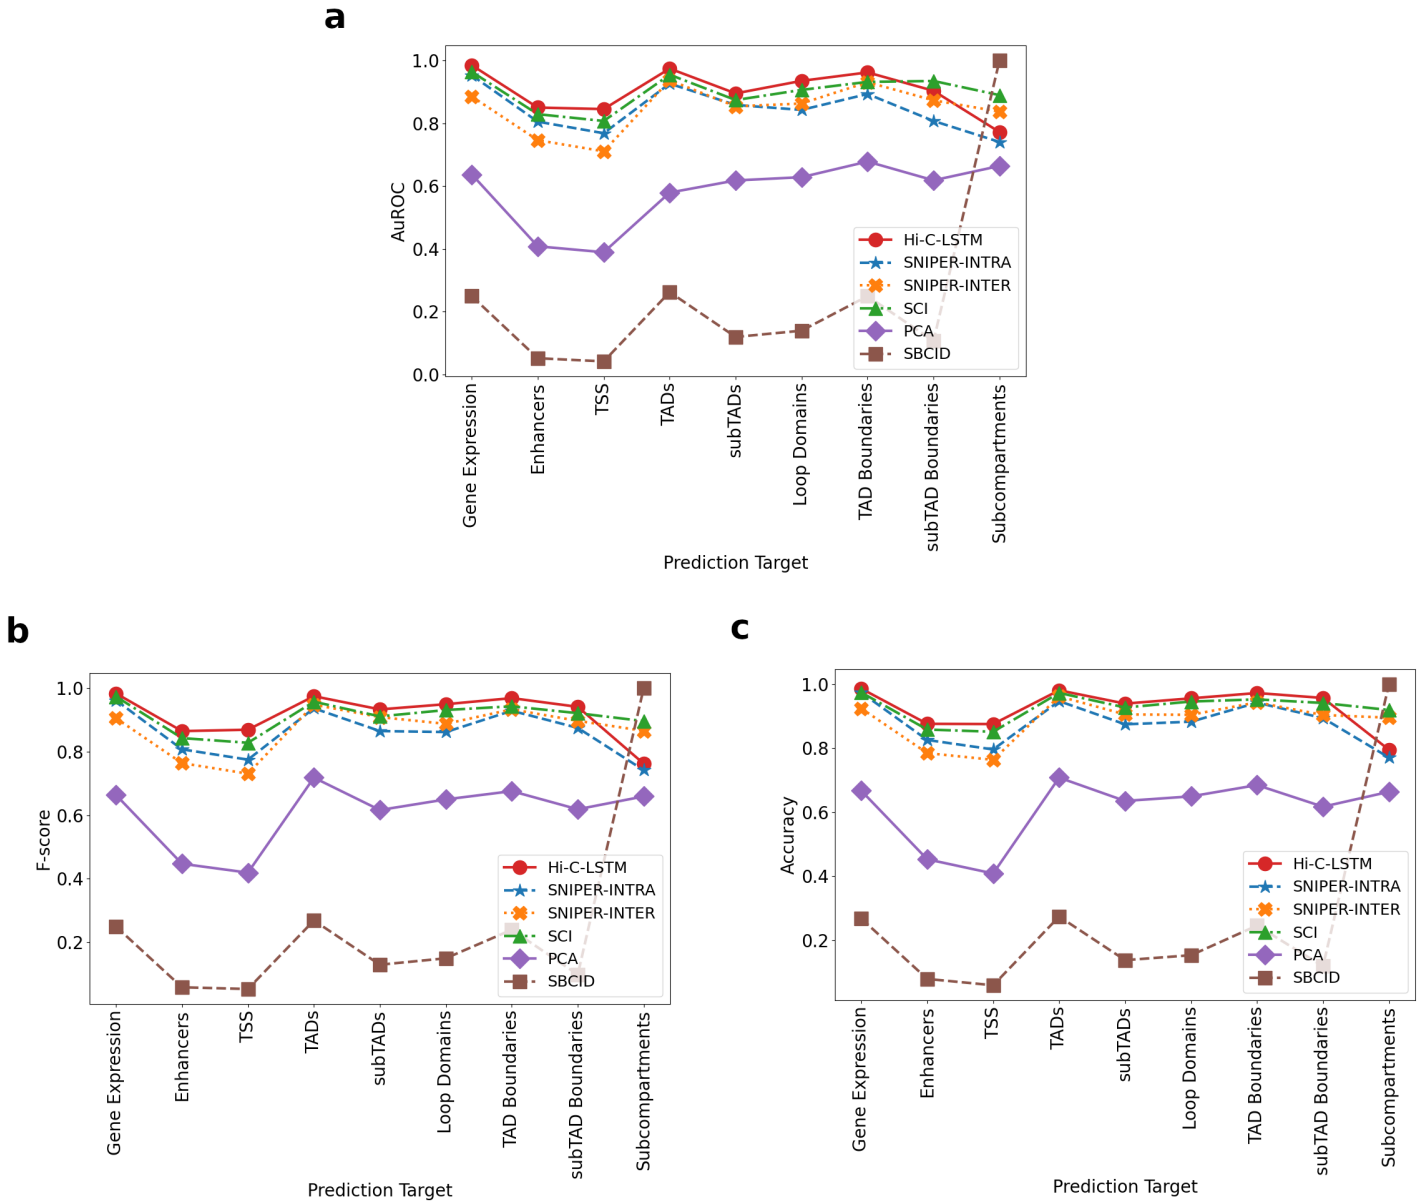 a
1.0
0.8
0.6
0.4
0.2
0.0
AuROC
Hi-C-LSTM
SNIPER-INTRA
SNIPER-INTER
SCI
PCA
SBCID
Gene Expression
Enhancers
TSS
TADs
subTADs
Loop Domains
TAD Boundaries
subTAD Boundaries
Subcompartments
Prediction Target
b
1.0
0.8
0.6
0.4
0.2
F-score
Hi-C-LSTM
SNIPER-INTRA
SNIPER-INTER
SCI
PCA
SBCID
Gene Expression
Enhancers
TSS
TADs
subTADs
Loop Domains
TAD Boundaries
subTAD Boundaries
Subcompartments
Prediction Target
c
1.0
0.8
0.6
0.4
0.2
Accuracy
Hi-C-LSTM
SNIPER-INTRA
SNIPER-INTER
SCI
PCA
SBCID
Gene Expression
Enhancers
TSS
TADs
subTADs
Loop Domains
TAD Boundaries
subTAD Boundaries
Subcompartments
Prediction Target